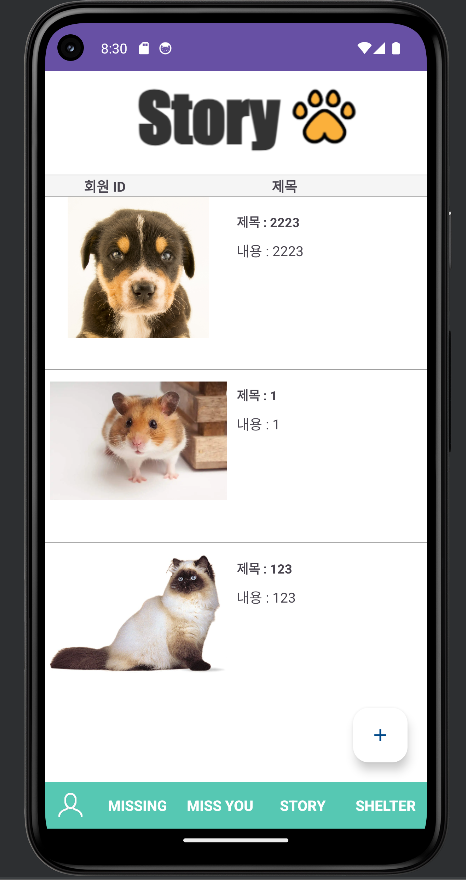 8:30
Story
회원 ID 제목
제목 : 2223
내용 : 2223
제목 : 1
내용 : 1
제목 : 123
내용 : 123
+
MISSING MISS YOU STORY SHELTER